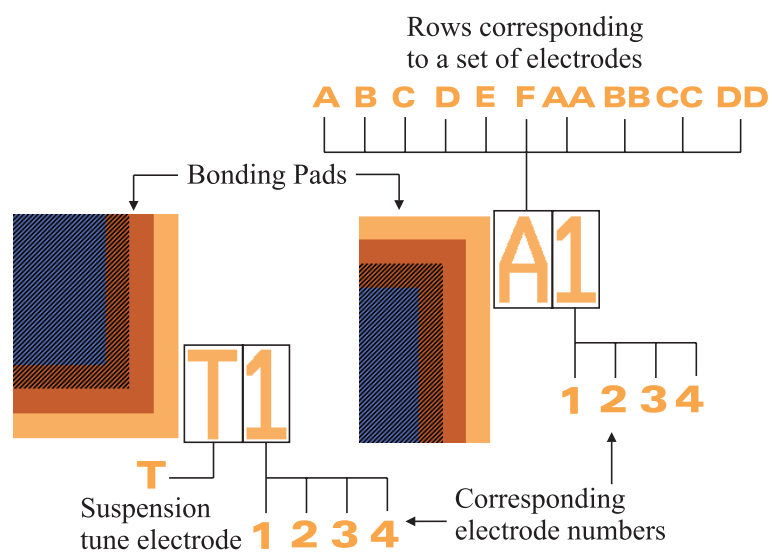 Rows corresponding
to a set of electrodes
A B C D E F AA BB CC DD
Bonding Pads
A1
1 2 3 4
T1
T
Suspension
tune electrode
1 2 3 4
Corresponding
electrode numbers